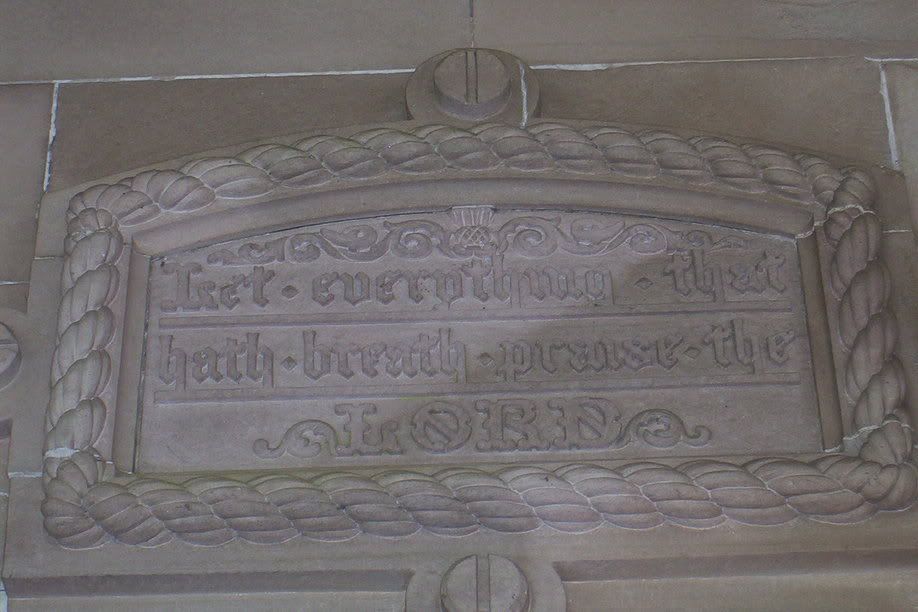 Let · everything · that
hath · breath · praise · the
LORD